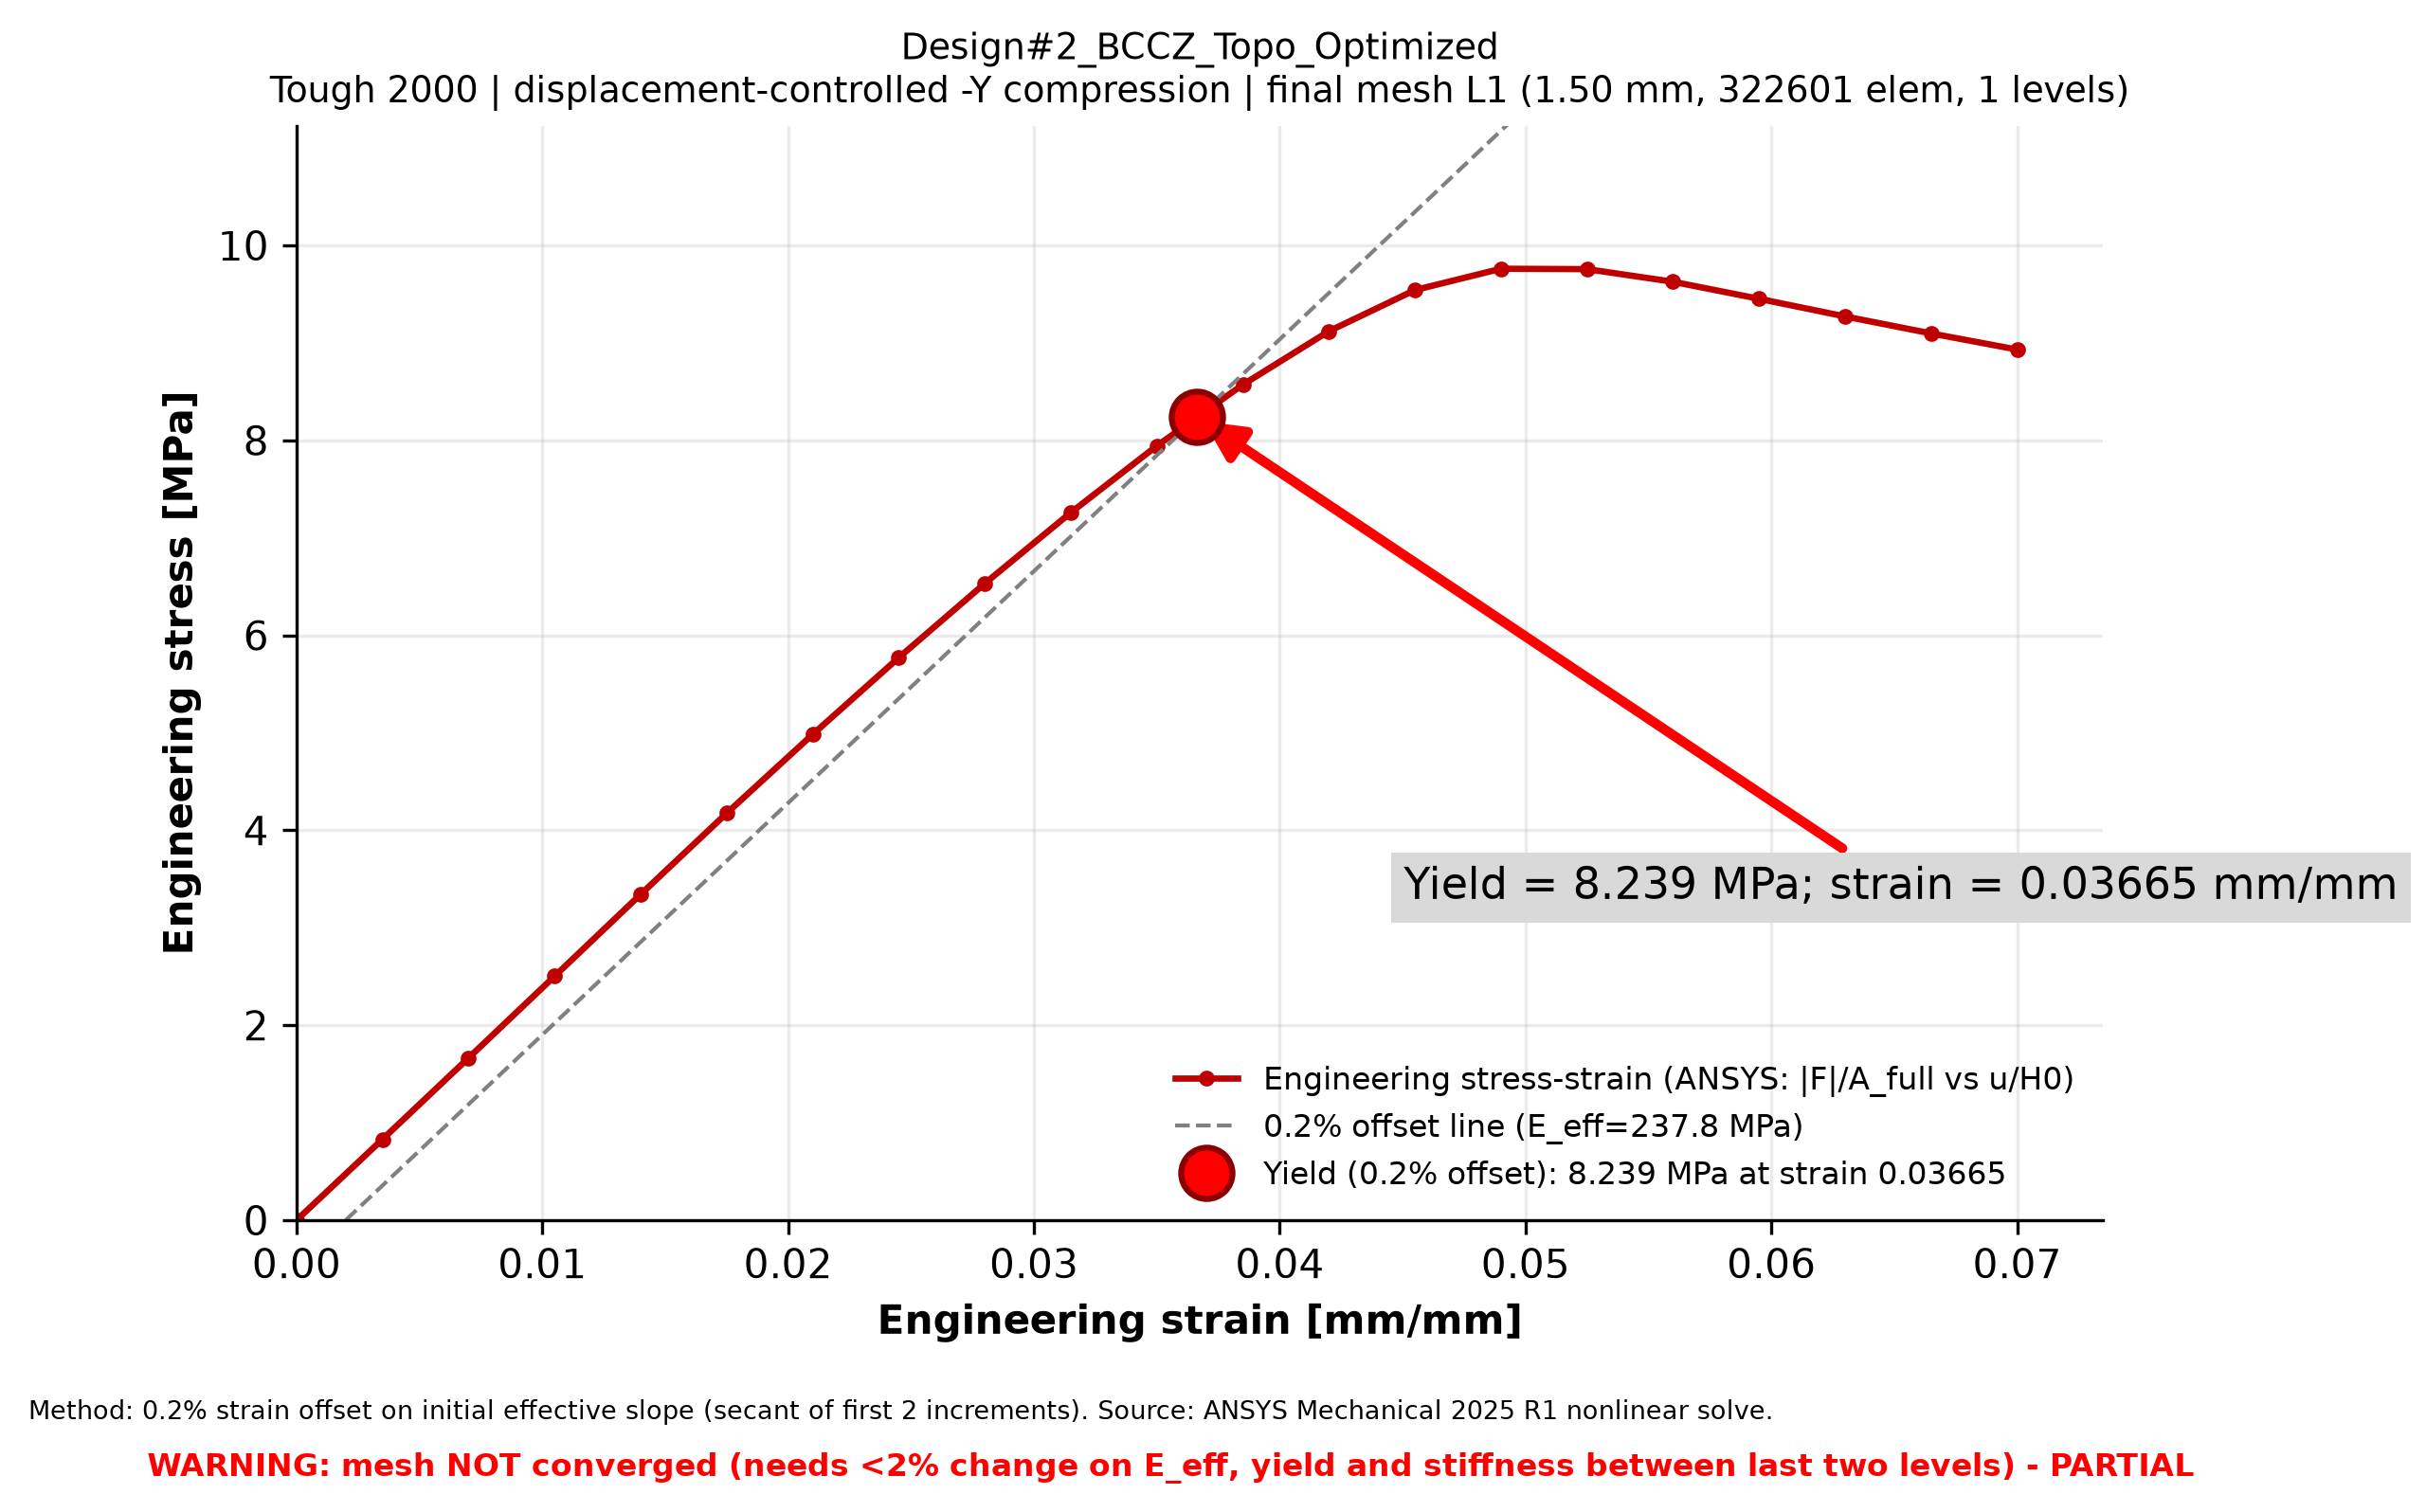 Design#2_BCCZ_Topo_Optimized
Tough 2000 | displacement-controlled -Y compression | final mesh L1 (1.50 mm, 322601 elem, 1 levels)
Engineering stress [MPa]
10
8
6
4
2
0
Yield = 8.239 MPa; strain = 0.03665 mm/mm
Engineering stress-strain (ANSYS: |F|/A_full vs u/H0)
0.2% offset line (E_eff=237.8 MPa)
Yield (0.2% offset): 8.239 MPa at strain 0.03665
0.00 0.01 0.02 0.03 0.04 0.05 0.06 0.07
Engineering strain [mm/mm]
Method: 0.2% strain offset on initial effective slope (secant of first 2 increments). Source: ANSYS Mechanical 2025 R1 nonlinear solve.
WARNING: mesh NOT converged (needs <2% change on E_eff, yield and stiffness between last two levels) - PARTIAL